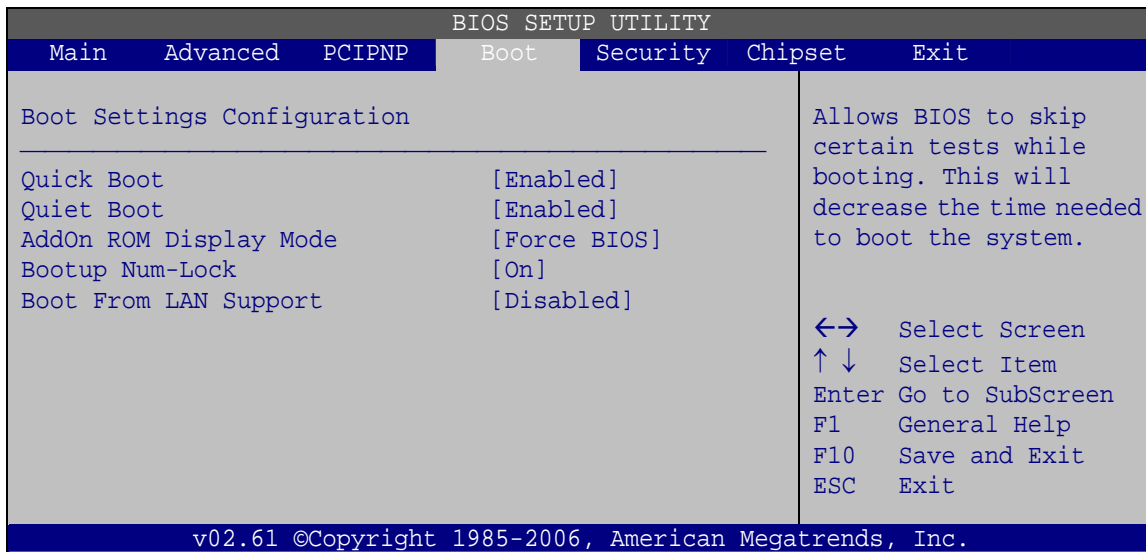 BIOS SETUP UTILITY
Main Advanced PCIPNP Boot Security Chipset Exit
Boot Settings Configuration
Quick Boot [Enabled]
Quiet Boot [Enabled]
AddOn ROM Display Mode [Force BIOS]
Bootup Num-Lock [On]
Boot From LAN Support [Disabled]
Allows BIOS to skip
certain tests while
booting. This will
decrease the time needed
to boot the system.
←→ Select Screen
↑ ↓ Select Item
Enter Go to SubScreen
F1 General Help
F10 Save and Exit
ESC Exit
v02.61 ©Copyright 1985-2006, American Megatrends, Inc.